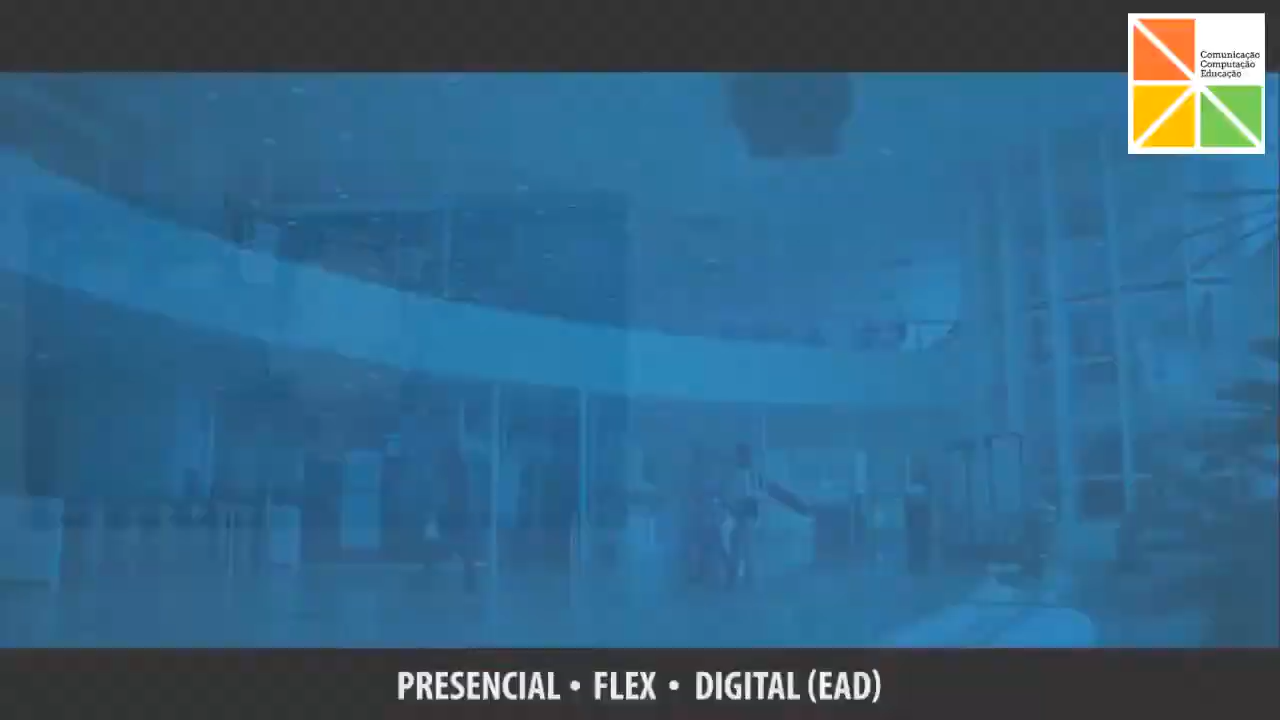 Comunicação
Computação
Educação
PRESENCIAL • FLEX • DIGITAL (EAD)